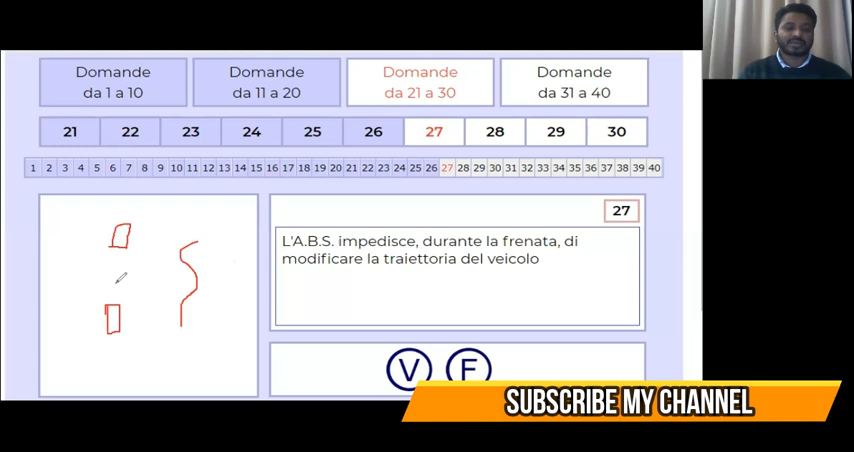 Domande
da 1 a 10
Domande
da 11 a 20
Domande
da 21 a 30
Domande
da 31 a 40
21 22 23 24 25 26 27 28 29 30
1 2 3 4 5 6 7 8 9 10 11 12 13 14 15 16 17 18 19 20 21 22 23 24 25 26 27 28 29 30 31 32 33 34 35 36 37 38 39 40
27
L'A.B.S. impedisce, durante la frenata, di
modificare la traiettoria del veicolo
V F
SUBSCRIBE MY CHANNEL